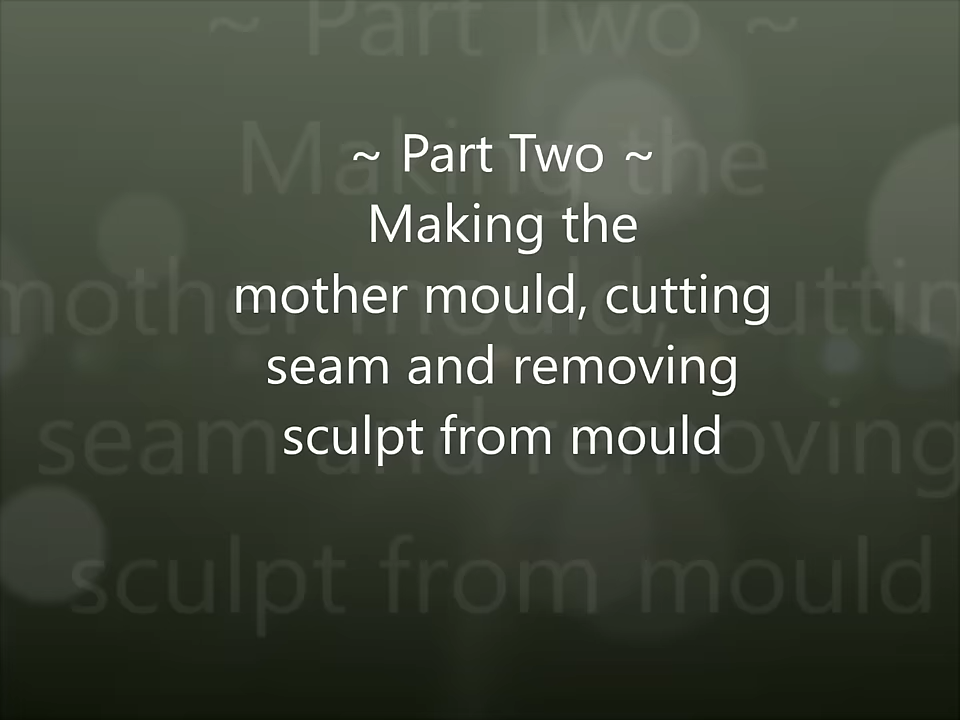 ~ Part Two ~
Making the
mother mould, cutting
seam and removing
sculpt from mould